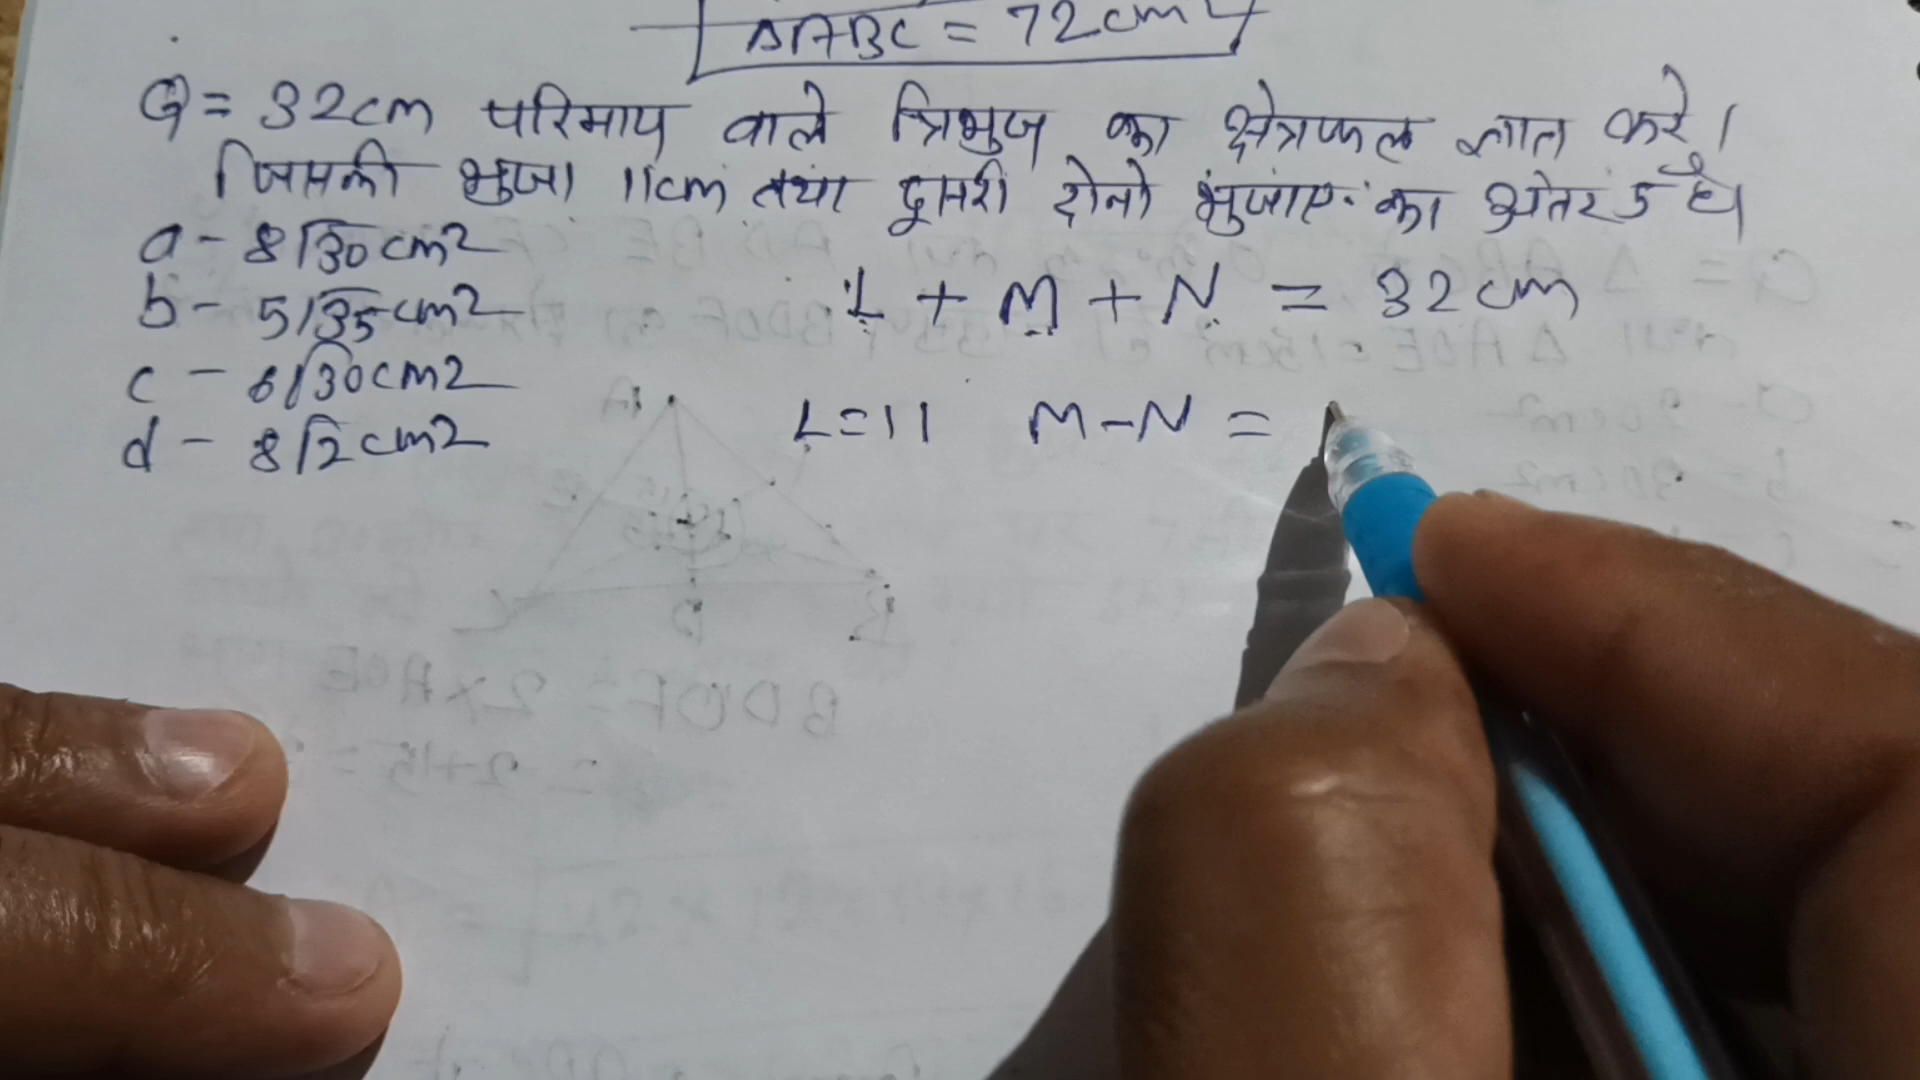 ΔABC = 72cm²
Q = 32cm परिमाप वाले त्रिभुज का क्षेत्रफल ज्ञात करे।
जिसकी भुजा 11cm तथा दूसरी दोनो भुजाए का अंतर 5 है।
a - 8√30 cm2
b - 5√35 cm2
c - 6√30 cm2
d - 8√2 cm2
L + M + N = 32 cm
L = 11 M - N =